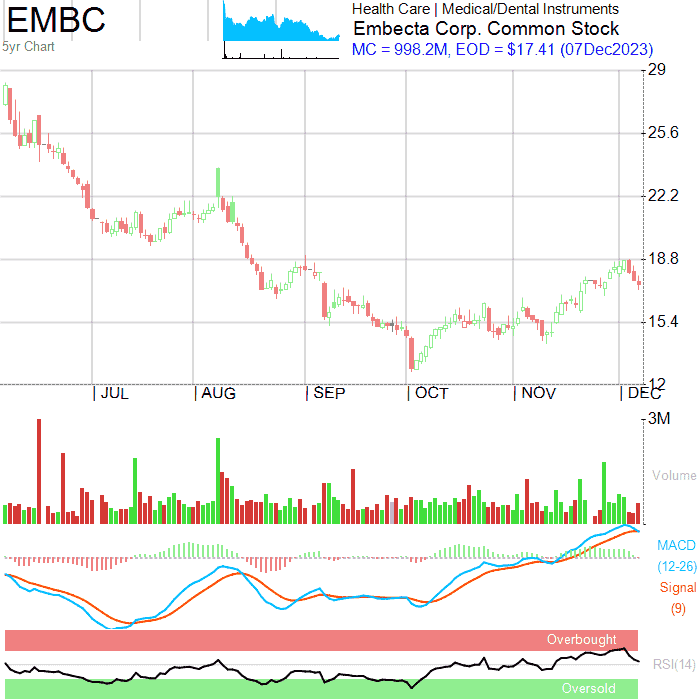 EMBC
5yr Chart
Health Care | Medical/Dental Instruments
Embecta Corp. Common Stock
MC = 998.2M, EOD = $17.41 (07Dec2023)
29
25.6
22.2
18.8
15.4
12
| JUL | AUG | SEP | OCT | NOV | DEC
3M
Volume
MACD
(12-26)
Signal
(9)
Overbought
RSI(14)
Oversold